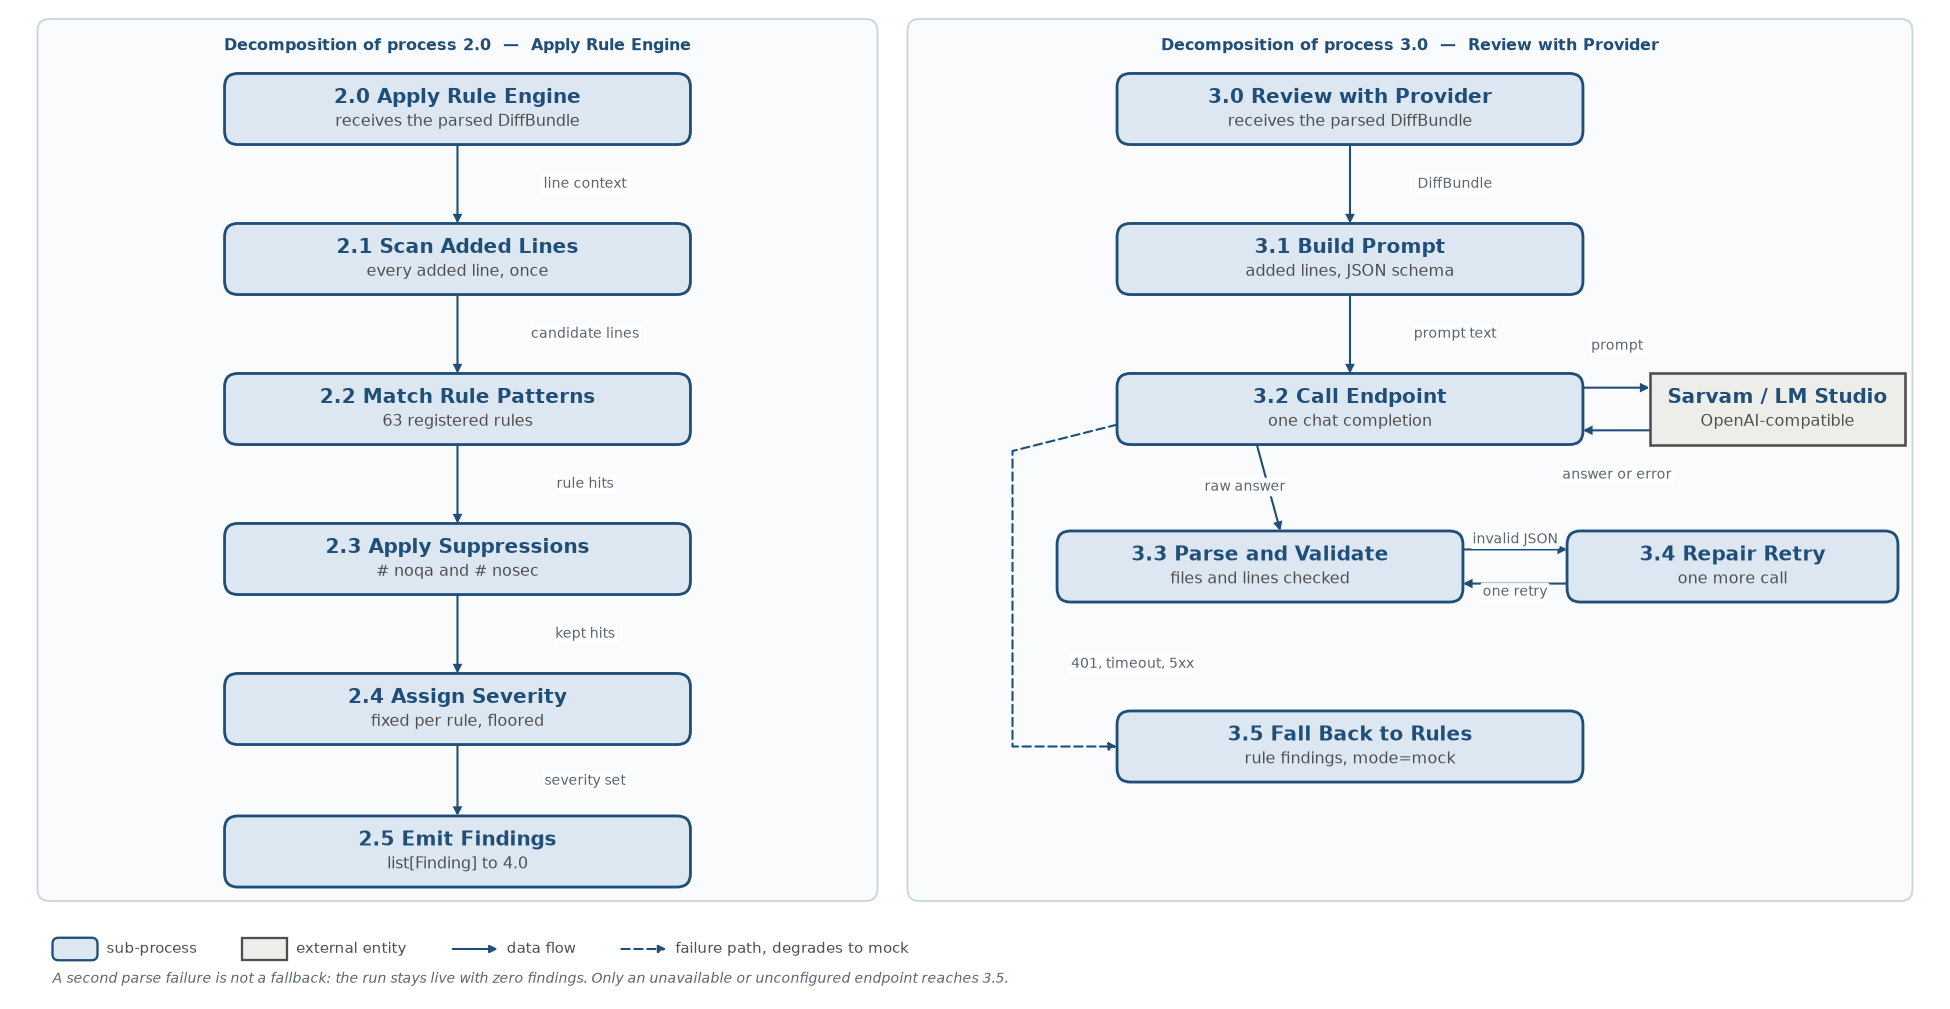 Decomposition of process 2.0 — Apply Rule Engine
2.0 Apply Rule Engine
receives the parsed DiffBundle
line context
2.1 Scan Added Lines
every added line, once
candidate lines
2.2 Match Rule Patterns
63 registered rules
rule hits
2.3 Apply Suppressions
# noqa and # nosec
kept hits
2.4 Assign Severity
fixed per rule, floored
severity set
2.5 Emit Findings
list[Finding] to 4.0
Decomposition of process 3.0 — Review with Provider
3.0 Review with Provider
receives the parsed DiffBundle
DiffBundle
3.1 Build Prompt
added lines, JSON schema
prompt text
prompt
3.2 Call Endpoint
one chat completion
Sarvam / LM Studio
OpenAI-compatible
answer or error
raw answer
3.3 Parse and Validate
files and lines checked
invalid JSON
one retry
3.4 Repair Retry
one more call
401, timeout, 5xx
3.5 Fall Back to Rules
rule findings, mode=mock
sub-process
external entity
data flow
failure path, degrades to mock
A second parse failure is not a fallback: the run stays live with zero findings. Only an unavailable or unconfigured endpoint reaches 3.5.